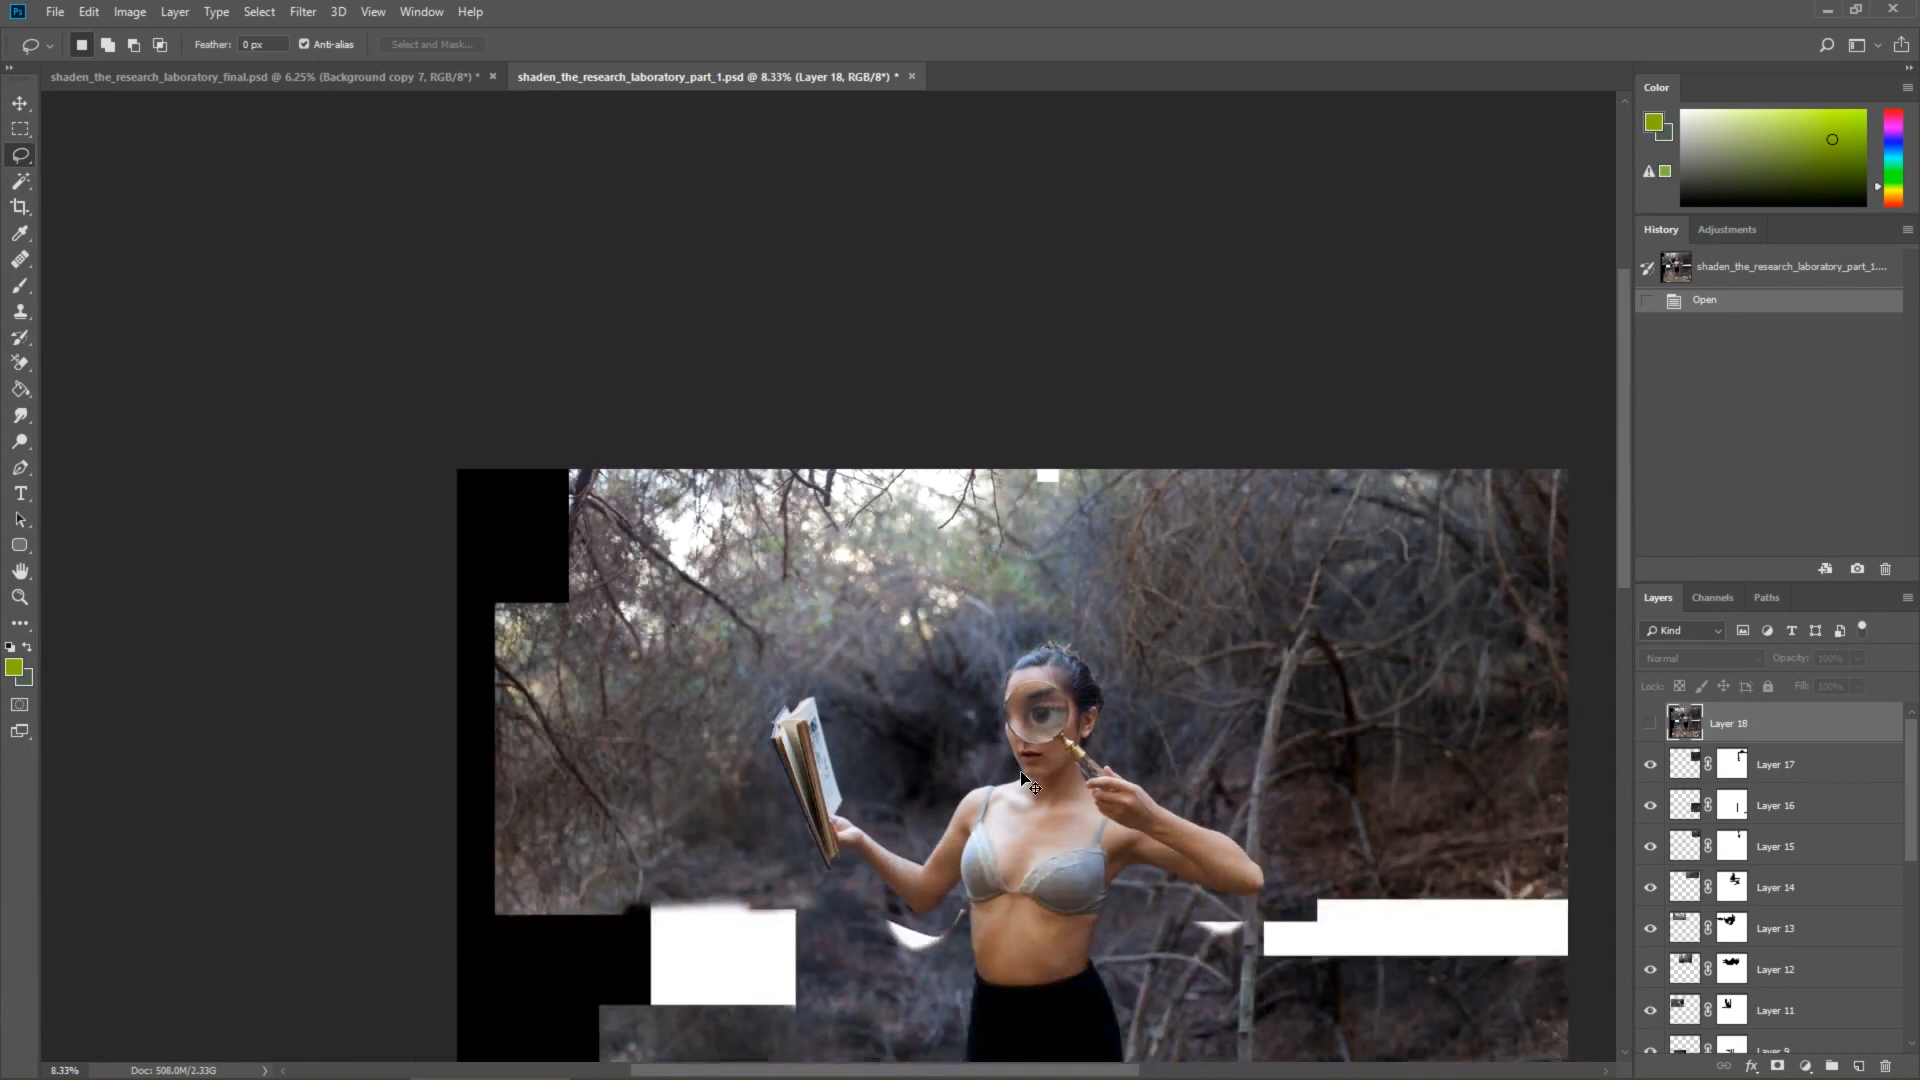 Ps File Edit Image Layer Type Select Filter 3D View Window Help
Feather: 0 px Anti-alias Select and Mask...
shaden_the_research_laboratory_final.psd @ 6.25% (Background copy 7, RGB/8*) * shaden_the_research_laboratory_part_1.psd @ 8.33% (Layer 18, RGB/8*) *
Color
History Adjustments
shaden_the_research_laboratory_part_1....
Open
Layers Channels Paths
Kind
Normal Opacity: 100%
Lock: Fill: 100%
Layer 18
Layer 17
Layer 16
Layer 15
Layer 14
Layer 13
Layer 12
Layer 11
Layer 9
8.33% Doc: 508.0M/2.33G